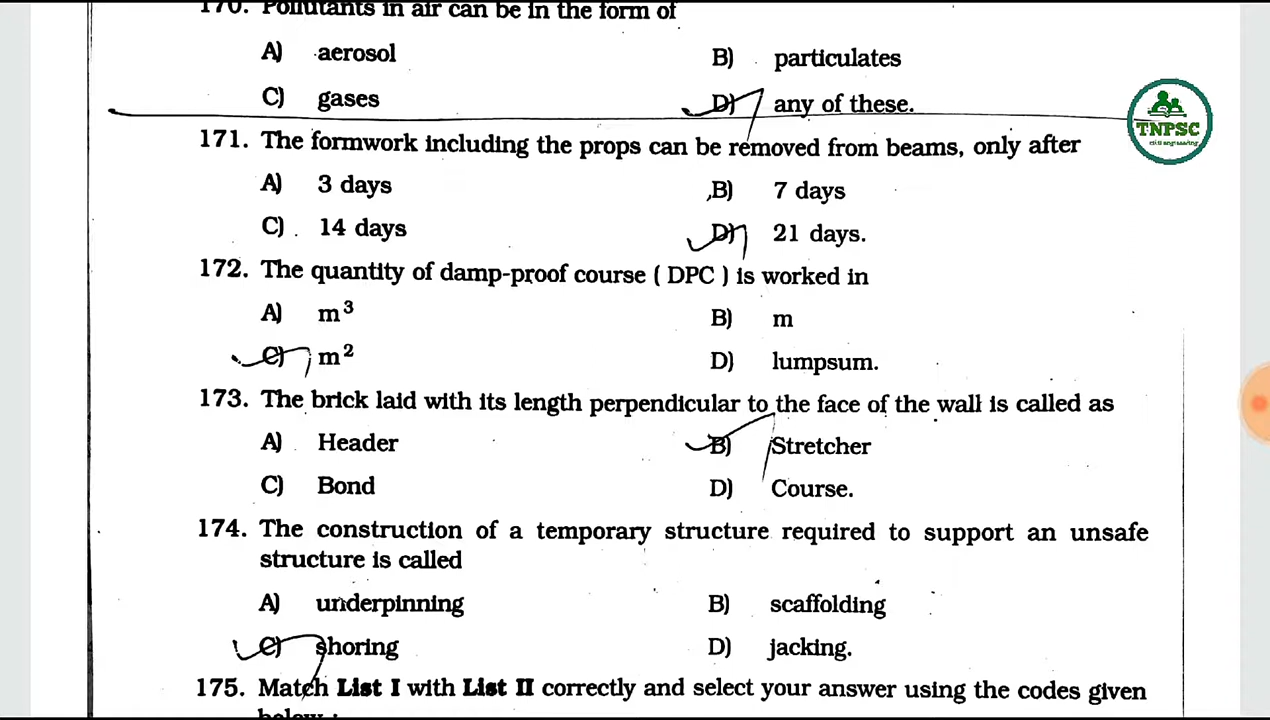 170. Pollutants in air can be in the form of
A) aerosol B) particulates
C) gases D) any of these.
TNPSC
171. The formwork including the props can be removed from beams, only after
A) 3 days B) 7 days
C) 14 days D) 21 days.
172. The quantity of damp-proof course ( DPC ) is worked in
A) m³ B) m
C) m² D) lumpsum.
173. The brick laid with its length perpendicular to the face of the wall is called as
A) Header B) Stretcher
C) Bond D) Course.
174. The construction of a temporary structure required to support an unsafe
structure is called
A) underpinning B) scaffolding
C) shoring D) jacking.
175. Match List I with List II correctly and select your answer using the codes given
below :